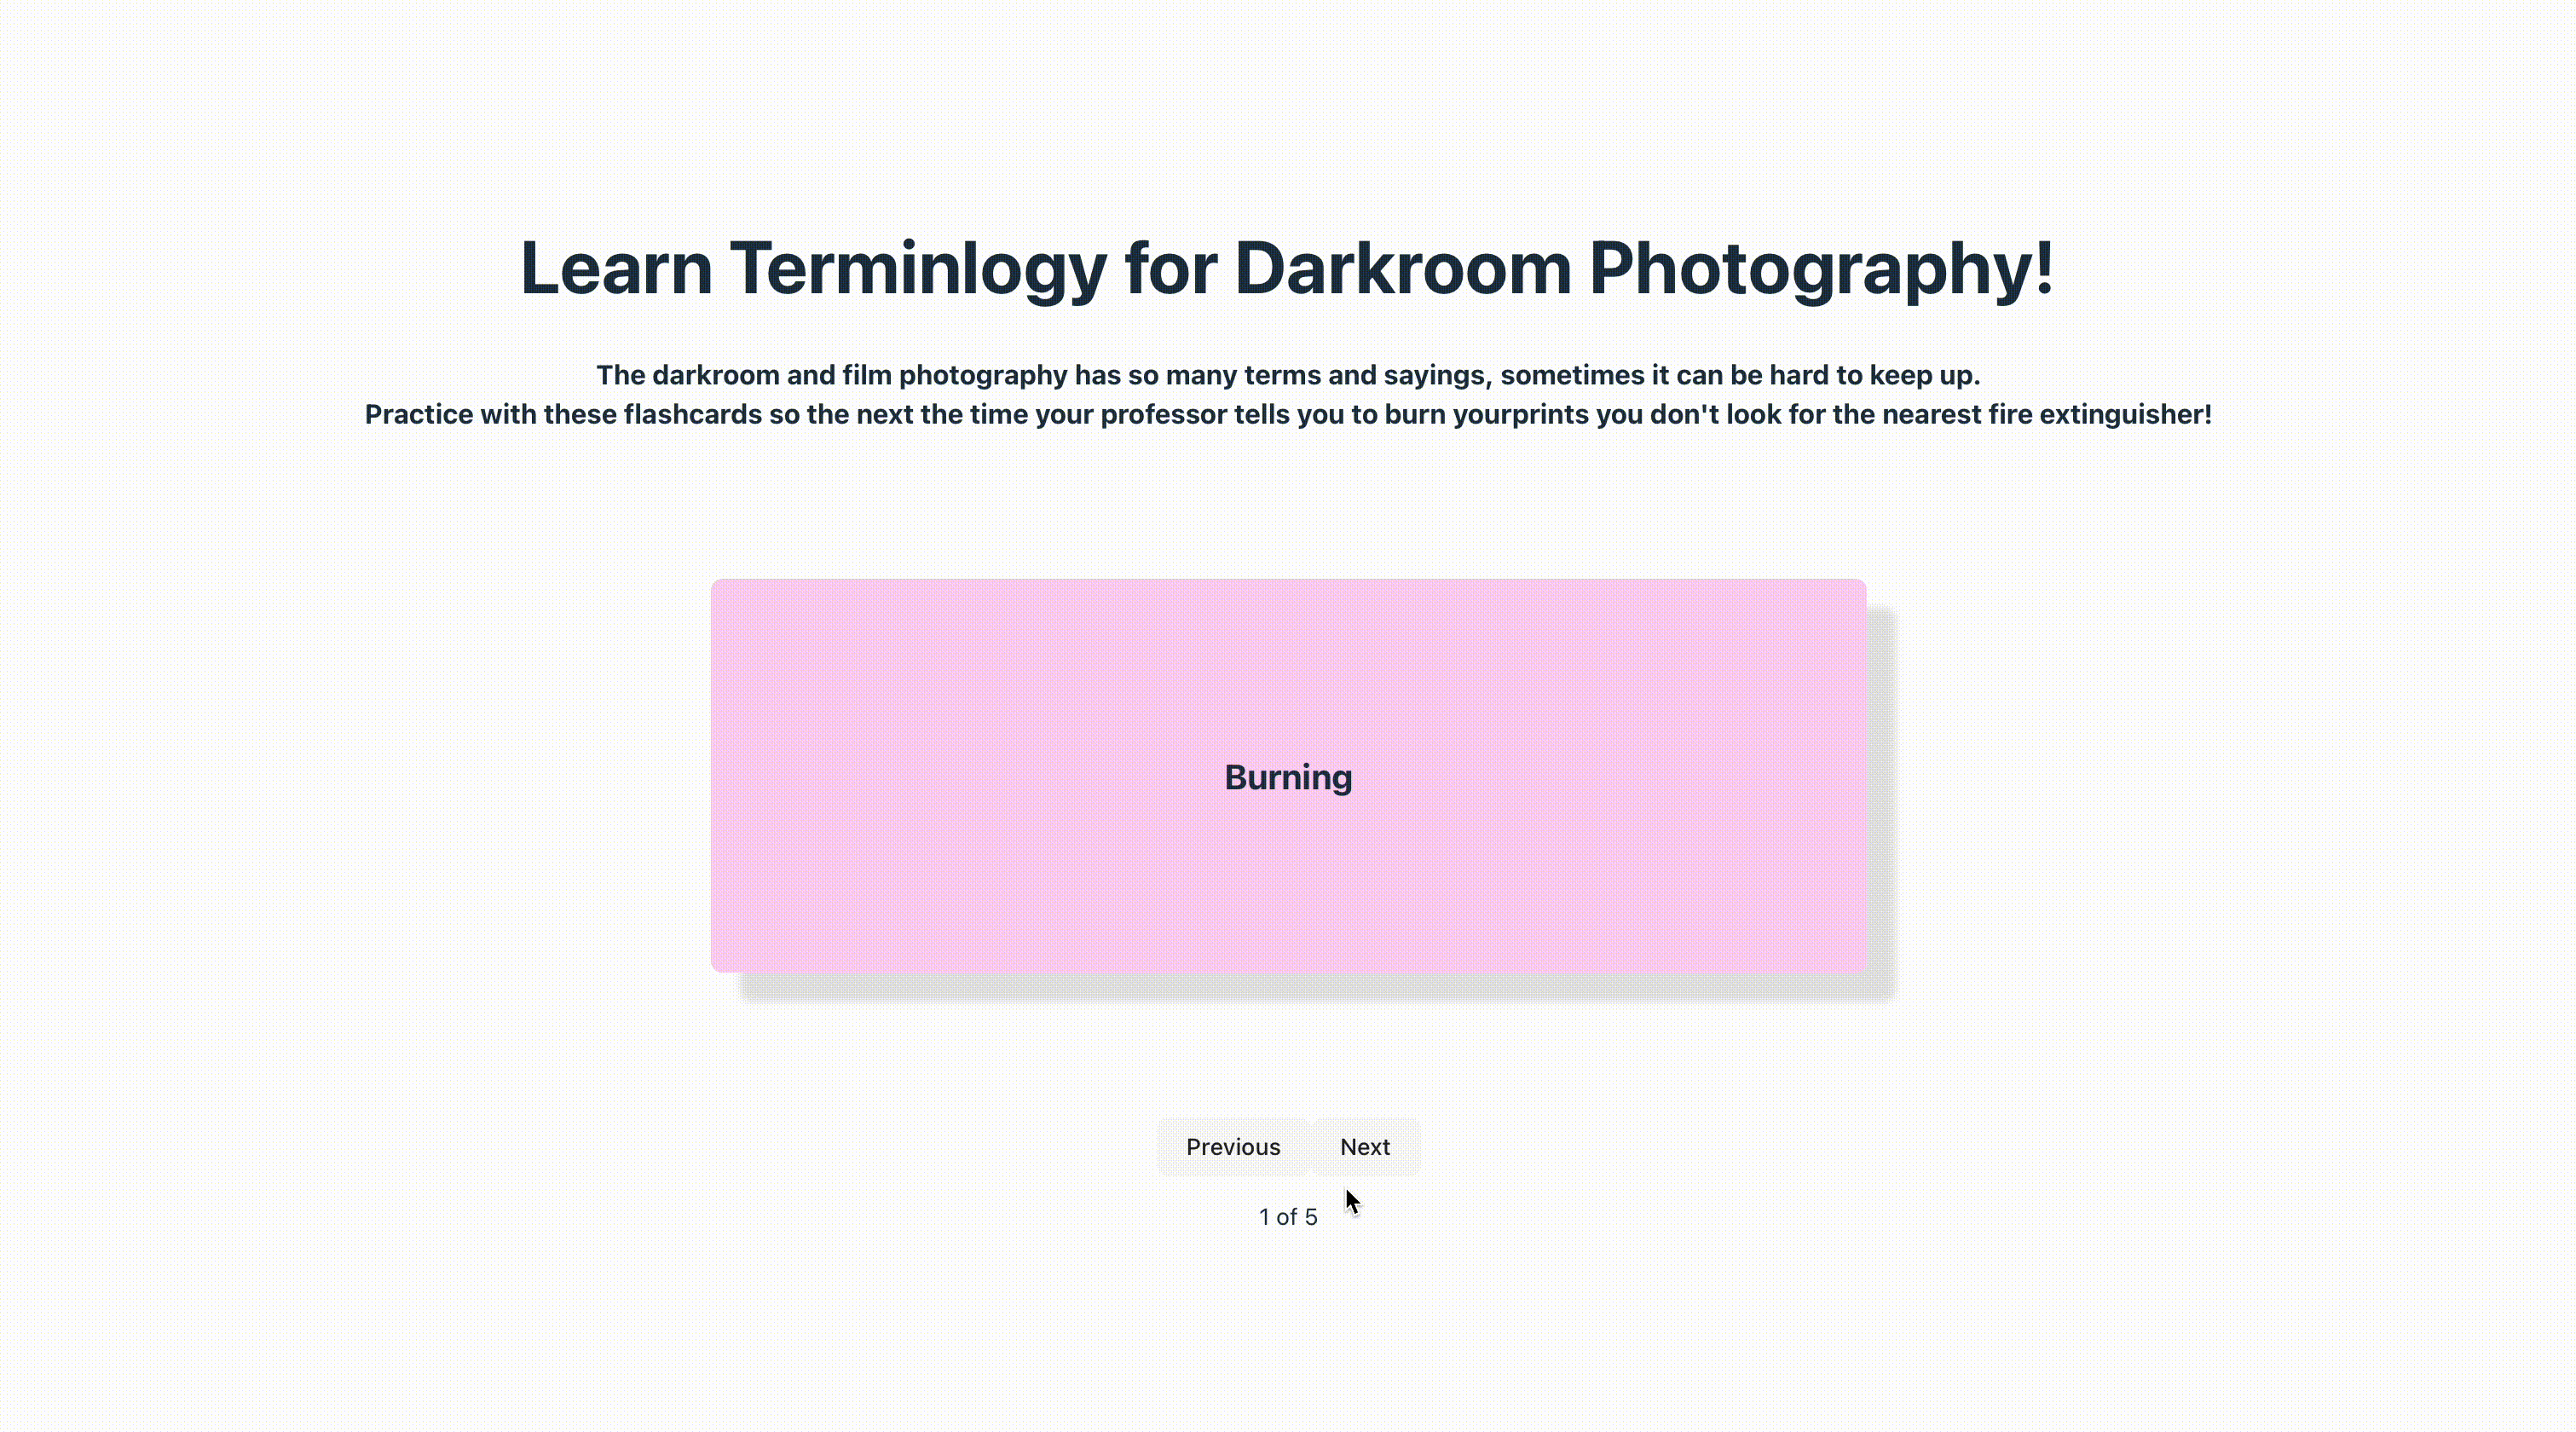 Learn Terminlogy for Darkroom Photography!
The darkroom and film photography has so many terms and sayings, sometimes it can be hard to keep up.
Practice with these flashcards so the next the time your professor tells you to burn yourprints you don't look for the nearest fire extinguisher!
Burning
Previous Next
1 of 5